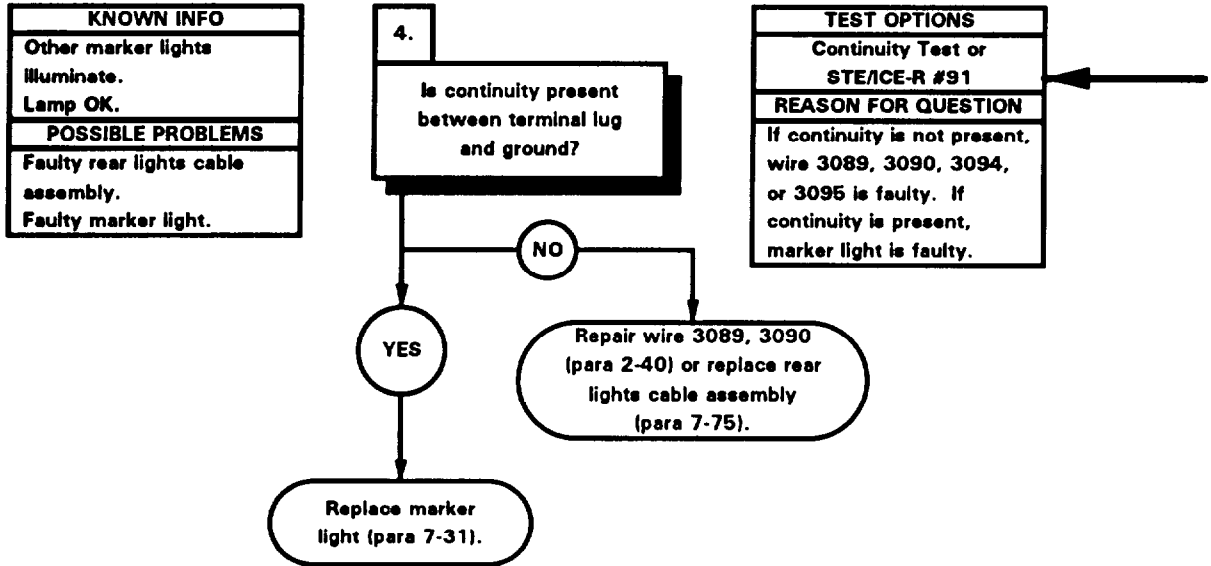 KNOWN INFO
Other marker lights
illuminate.
Lamp OK.
POSSIBLE PROBLEMS
Faulty rear lights cable
assembly.
Faulty marker light.
4.
Is continuity present
between terminal lug
and ground?
TEST OPTIONS
Continuity Test or
STE/ICE-R #91
REASON FOR QUESTION
If continuity is not present,
wire 3089, 3090, 3094,
or 3095 is faulty. If
continuity is present,
marker light is faulty.
NO
YES
Repair wire 3089, 3090
(para 2-40) or replace rear
lights cable assembly
(para 7-75).
Replace marker
light (para 7-31).